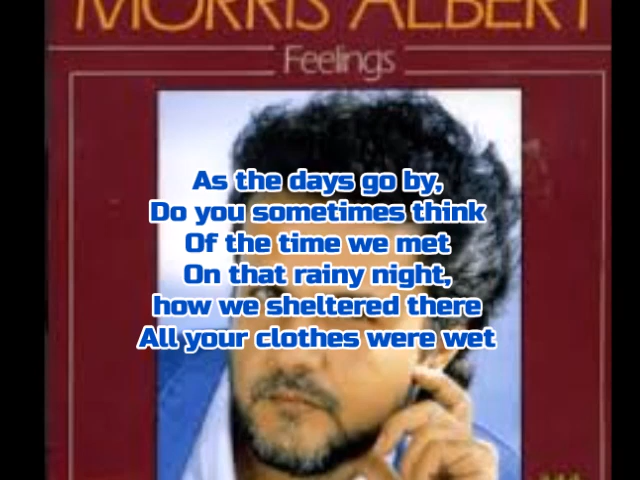 MORRIS ALBERT
Feelings
As the days go by,
Do you sometimes think
Of the time we met
On that rainy night,
how we sheltered there
All your clothes were wet